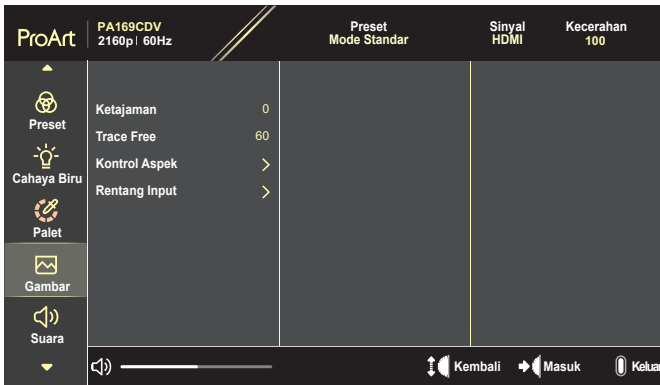 ProArt
PA169CDV
2160p | 60Hz
Preset
Mode Standar
Sinyal
HDMI
Kecerahan
100
Preset
Cahaya Biru
Palet
Gambar
Suara
Ketajaman 0
Trace Free 60
Kontrol Aspek
Rentang Input
Kembali
Masuk
Keluar